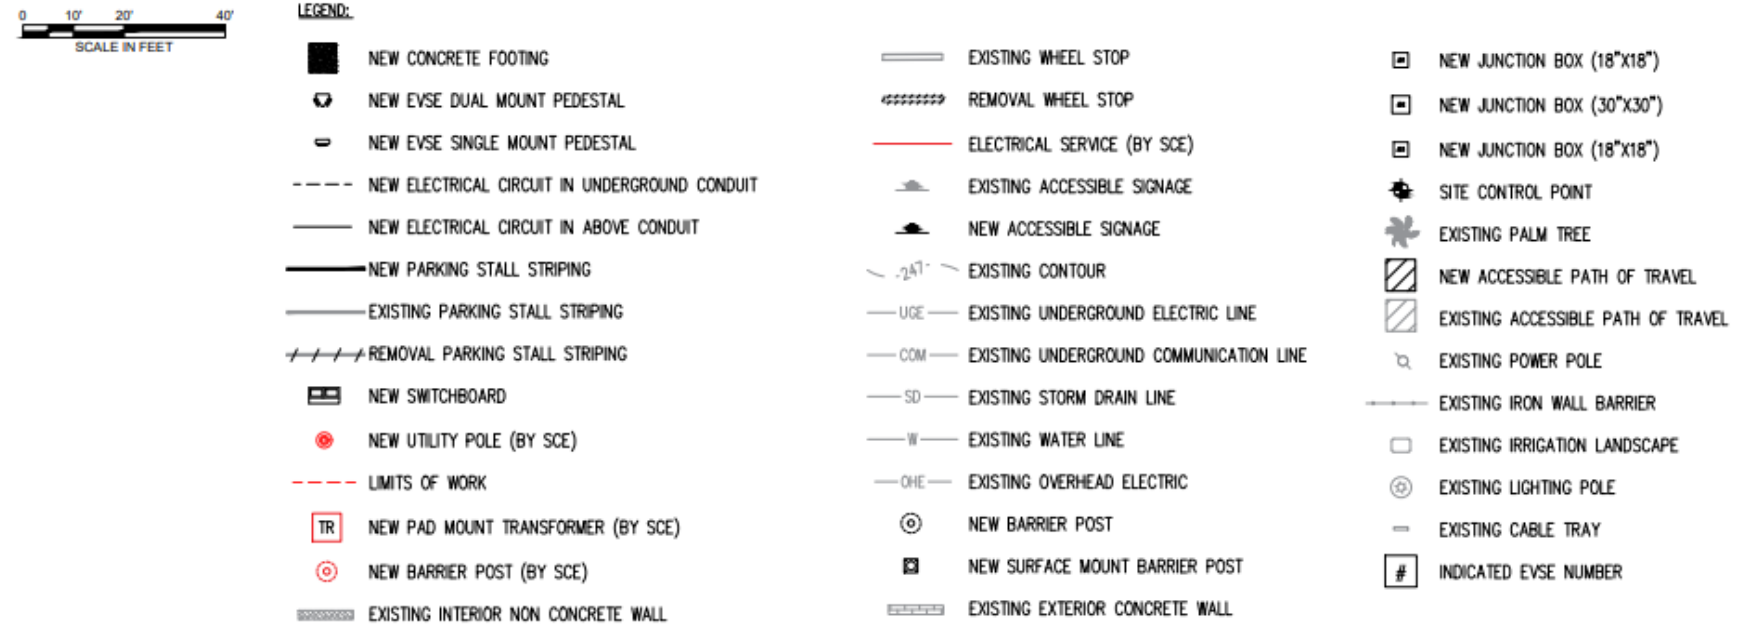 0 10' 20' 40'
SCALE IN FEET
LEGEND:
NEW CONCRETE FOOTING
NEW EVSE DUAL MOUNT PEDESTAL
NEW EVSE SINGLE MOUNT PEDESTAL
NEW ELECTRICAL CIRCUIT IN UNDERGROUND CONDUIT
NEW ELECTRICAL CIRCUIT IN ABOVE CONDUIT
NEW PARKING STALL STRIPING
EXISTING PARKING STALL STRIPING
REMOVAL PARKING STALL STRIPING
NEW SWITCHBOARD
NEW UTILITY POLE (BY SCE)
LIMITS OF WORK
TR NEW PAD MOUNT TRANSFORMER (BY SCE)
NEW BARRIER POST (BY SCE)
EXISTING INTERIOR NON CONCRETE WALL
EXISTING WHEEL STOP
REMOVAL WHEEL STOP
ELECTRICAL SERVICE (BY SCE)
EXISTING ACCESSIBLE SIGNAGE
NEW ACCESSIBLE SIGNAGE
-247- EXISTING CONTOUR
UGE EXISTING UNDERGROUND ELECTRIC LINE
COM EXISTING UNDERGROUND COMMUNICATION LINE
SD EXISTING STORM DRAIN LINE
W EXISTING WATER LINE
OHE EXISTING OVERHEAD ELECTRIC
NEW BARRIER POST
NEW SURFACE MOUNT BARRIER POST
EXISTING EXTERIOR CONCRETE WALL
NEW JUNCTION BOX (18"X18")
NEW JUNCTION BOX (30"X30")
NEW JUNCTION BOX (18"X18")
SITE CONTROL POINT
EXISTING PALM TREE
NEW ACCESSIBLE PATH OF TRAVEL
EXISTING ACCESSIBLE PATH OF TRAVEL
EXISTING POWER POLE
EXISTING IRON WALL BARRIER
EXISTING IRRIGATION LANDSCAPE
EXISTING LIGHTING POLE
EXISTING CABLE TRAY
# INDICATED EVSE NUMBER